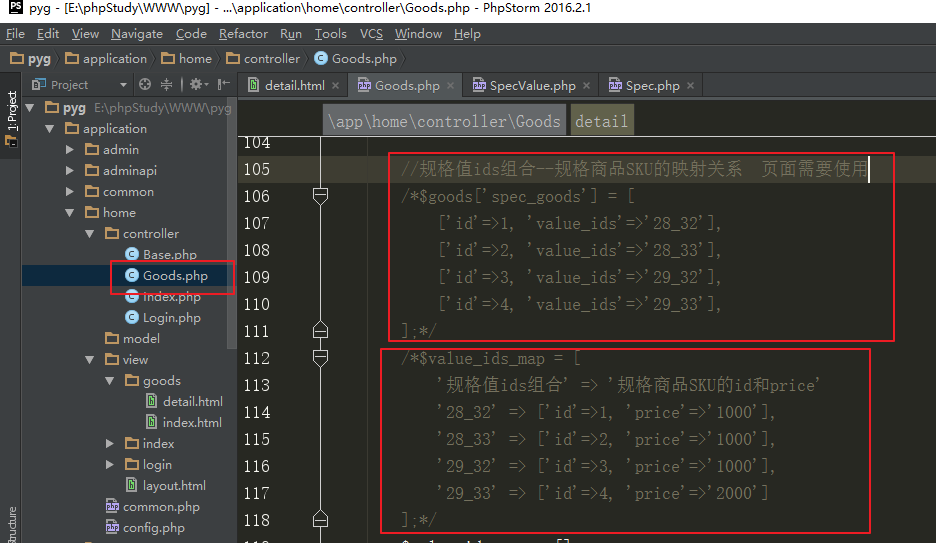 pyg - [E:\phpStudy\WWW\pyg] - ...\application\home\controller\Goods.php - PhpStorm 2016.2.1
File Edit View Navigate Code Refactor Run Tools VCS Window Help
pyg application home controller Goods.php
Project
detail.html Goods.php SpecValue.php Spec.php
1: Project
pyg E:\phpStudy\WWW\pyg
application
admin
adminapi
common
home
controller
Base.php
Goods.php
Index.php
Login.php
model
view
goods
detail.html
index.html
index
login
layout.html
common.php
config.php
\app\home\controller\Goods detail
104
105 //规格值ids组合--规格商品SKU的映射关系 页面需要使用
106 /*$goods['spec_goods'] = [
107 ['id'=>1, 'value_ids'=>'28_32'],
108 ['id'=>2, 'value_ids'=>'28_33'],
109 ['id'=>3, 'value_ids'=>'29_32'],
110 ['id'=>4, 'value_ids'=>'29_33'],
111 ];*/
112 /*$value_ids_map = [
113 '规格值ids组合' => '规格商品SKU的id和price'
114 '28_32' => ['id'=>1, 'price'=>'1000'],
115 '28_33' => ['id'=>2, 'price'=>'1000'],
116 '29_32' => ['id'=>3, 'price'=>'1000'],
117 '29_33' => ['id'=>4, 'price'=>'2000']
118 ];*/